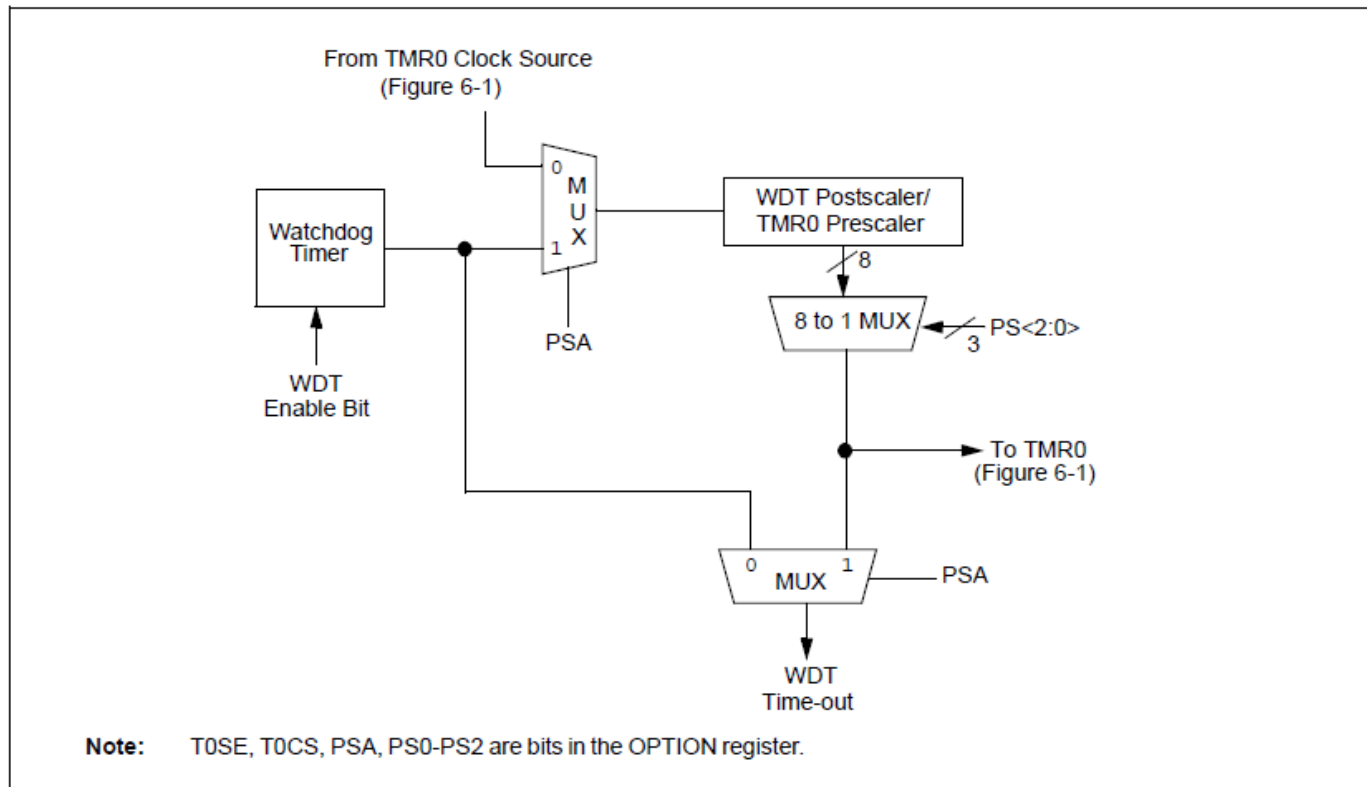 From TMR0 Clock Source
(Figure 6-1)
0
M
U
X
1
PSA
Watchdog
Timer
WDT
Enable Bit
WDT Postscaler/
TMR0 Prescaler
8
8 to 1 MUX
PS<2:0>
3
To TMR0
(Figure 6-1)
0
1
MUX
PSA
WDT
Time-out
Note: T0SE, T0CS, PSA, PS0-PS2 are bits in the OPTION register.